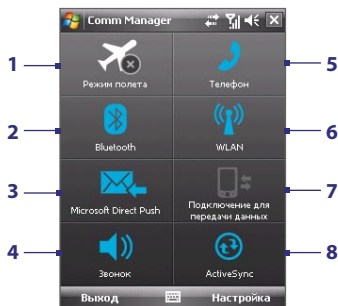 Comm Manager
1
Режим полета
5
Телефон
2
Bluetooth
6
WLAN
3
Microsoft Direct Push
7
Подключение для
передачи данных
4
Звонок
8
ActiveSync
Выход
Настройка